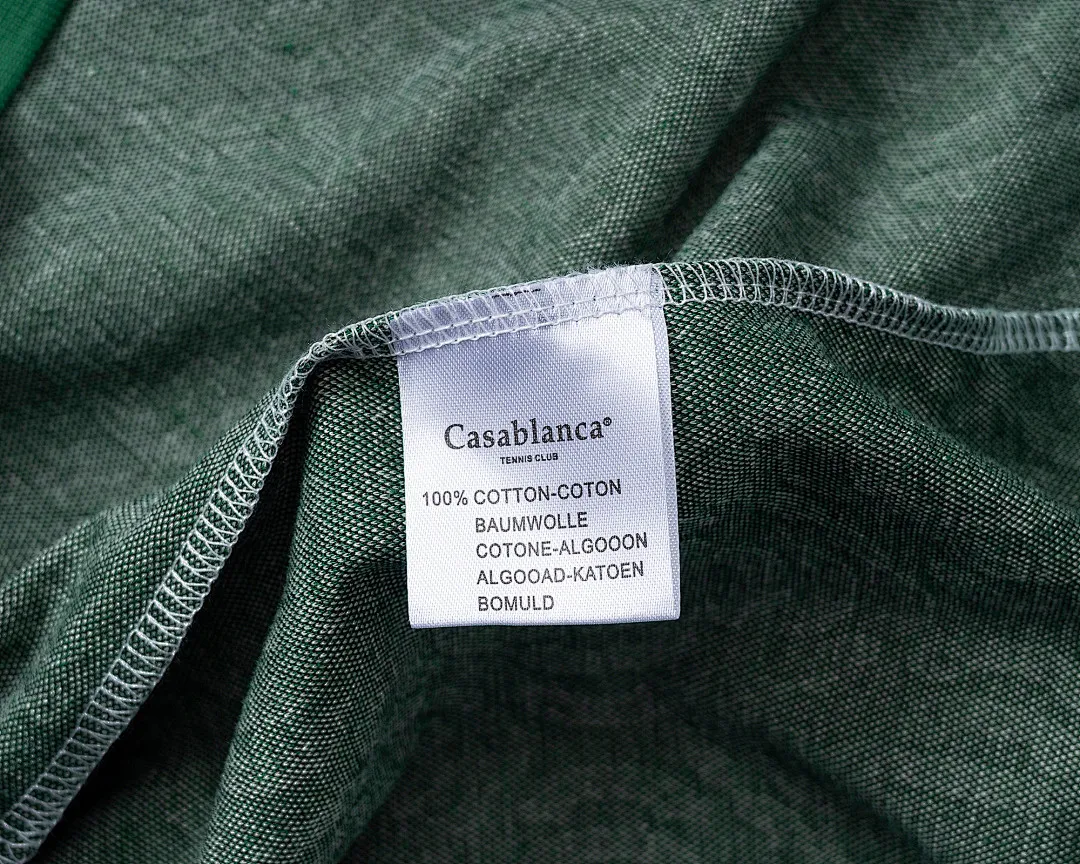 Casablanca®
TENNIS CLUB
100% COTTON-COTON
BAUMWOLLE
COTONE-ALGOOON
ALGOOAD-KATOEN
BOMULD